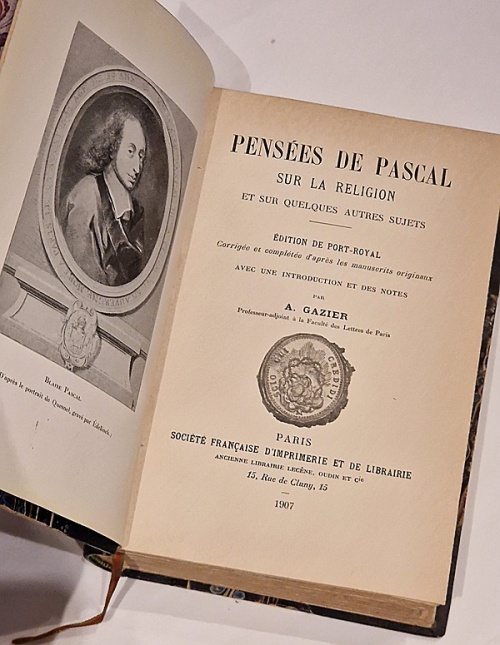 BLAISE PASCAL
D'après le portrait de Quesnel, gravé par Edelinck.
PENSÉES DE PASCAL
SUR LA RELIGION
ET SUR QUELQUES AUTRES SUJETS
ÉDITION DE PORT-ROYAL
Corrigée et complétée d'après les manuscrits originaux
AVEC UNE INTRODUCTION ET DES NOTES
PAR
A. GAZIER
Professeur-adjoint à la Faculté des Lettres de Paris
SCIO CUI CREDIDI
PARIS
SOCIÉTÉ FRANÇAISE D'IMPRIMERIE ET DE LIBRAIRIE
ANCIENNE LIBRAIRIE LECÈNE, OUDIN ET Cie
15, Rue de Cluny, 15
1907